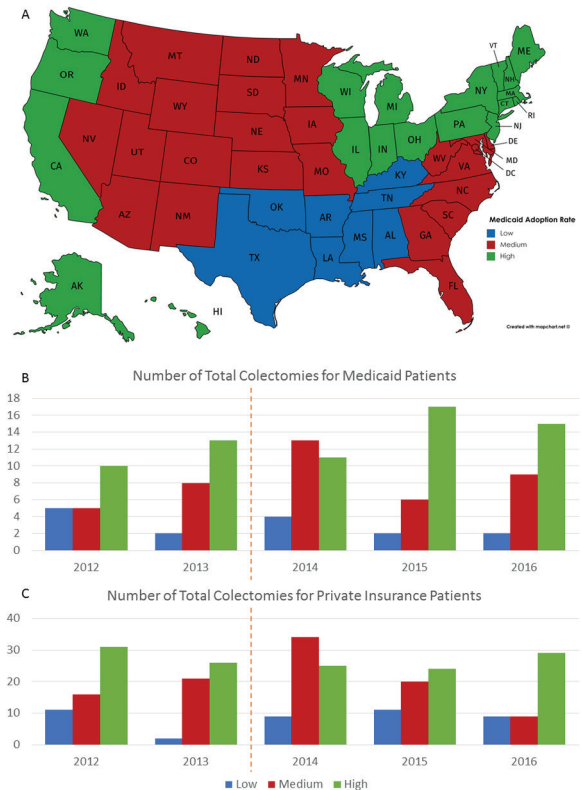 A
WA
OR
CA
ID
NV
MT
WY
UT
AZ
CO
NM
ND
SD
NE
KS
MN
IA
MO
OK
TX
AR
LA
WI
IL
MI
IN
OH
KY
TN
MS
AL
GA
FL
SC
NC
VA
WV
PA
NY
VT
NH
ME
MA
CT
RI
NJ
DE
MD
DC
AK
HI
Medicaid Adoption Rate
Low
Medium
High
Created with mapchart.net ©
B
Number of Total Colectomies for Medicaid Patients
18
16
14
12
10
8
6
4
2
0
2012 2013 2014 2015 2016
C
Number of Total Colectomies for Private Insurance Patients
40
30
20
10
0
2012 2013 2014 2015 2016
Low Medium High